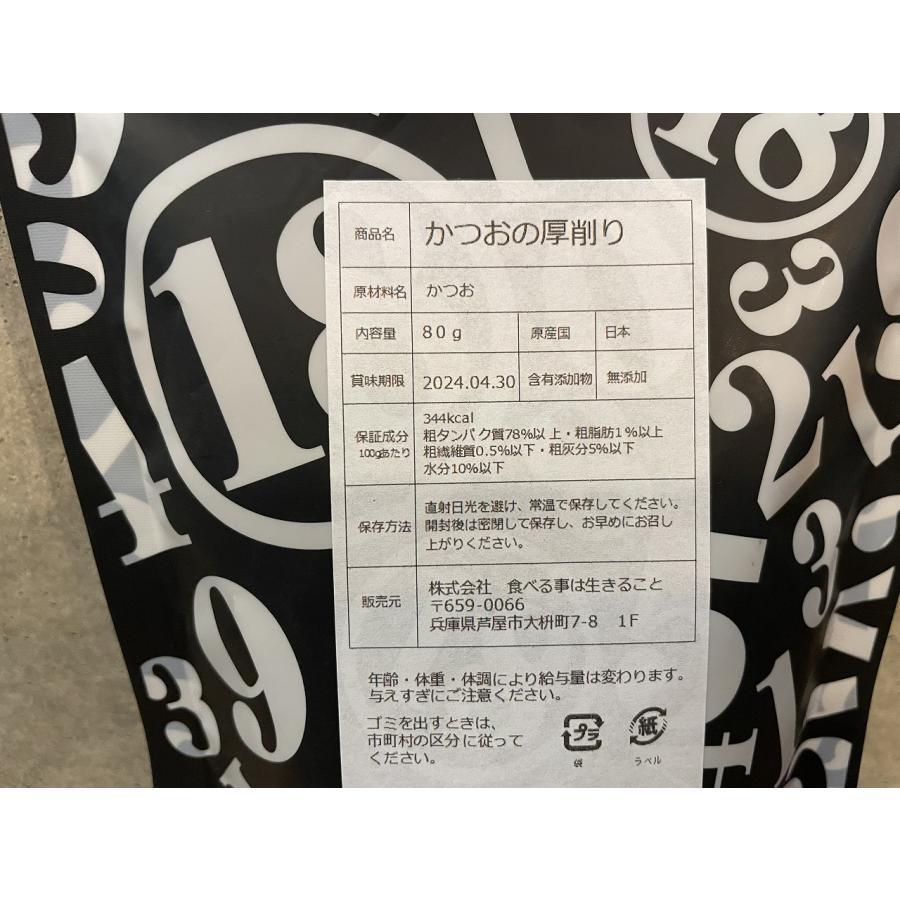 商品名 かつおの厚削り
原材料名 かつお
内容量 80g 原産国 日本
賞味期限 2024.04.30 含有添加物 無添加
保証成分 100gあたり
344kcal
粗タンパク質78%以上・粗脂肪1%以上
粗繊維質0.5%以下・粗灰分5%以下
水分10%以下
保存方法
直射日光を避け、常温で保存してください。
開封後は密閉して保存し、お早めにお召し
上がりください。
販売元
株式会社 食べる事は生きること
〒659-0066
兵庫県芦屋市大枡町7-8 1F
年齢・体重・体調により給与量は変わります。
与えすぎにご注意ください。
ゴミを出すときは、
市町村の区分に従って
ください。
プラ
袋
紙
ラベル
18
18
3
2
3
9
3